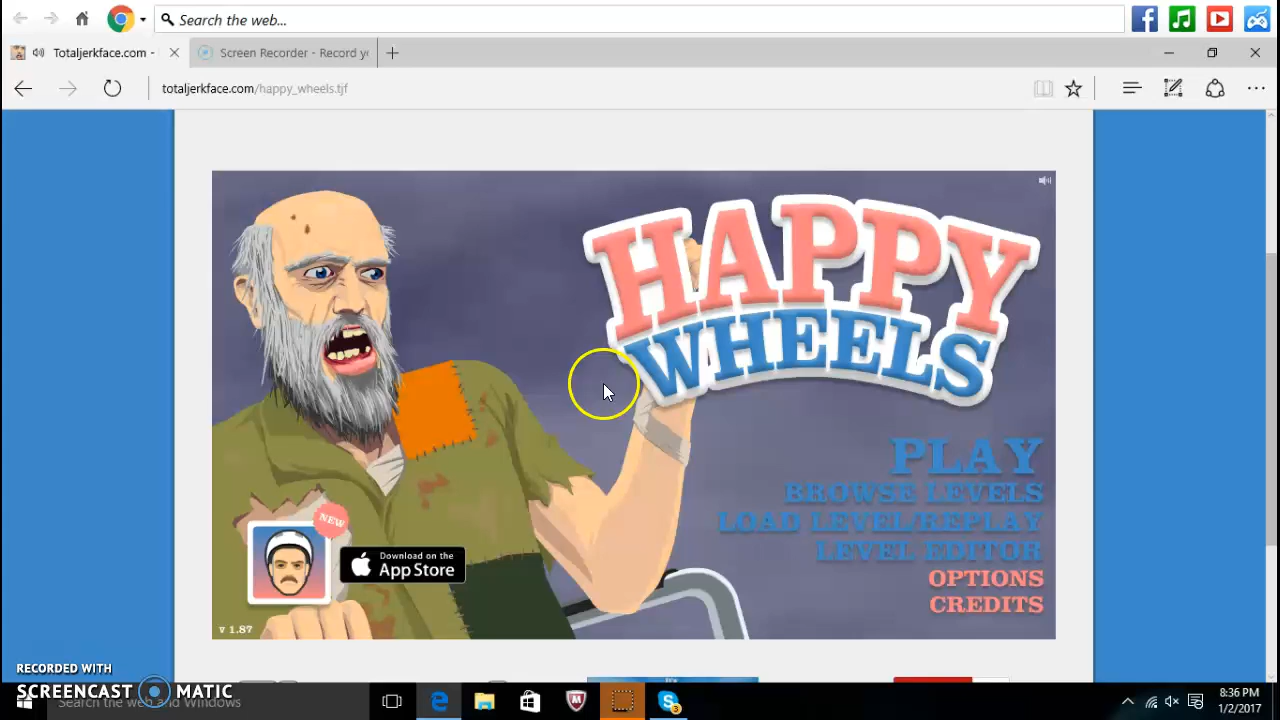 Search the web...
Totaljerkface.com -
Screen Recorder - Record yo
totaljerkface.com/happy_wheels.tjf
HAPPY
WHEELS
PLAY
BROWSE LEVELS
LOAD LEVEL/REPLAY
LEVEL EDITOR
OPTIONS
CREDITS
NEW
Download on the
App Store
v 1.87
RECORDED WITH
SCREENCAST MATIC
Search the web and Windows
8:36 PM
1/2/2017